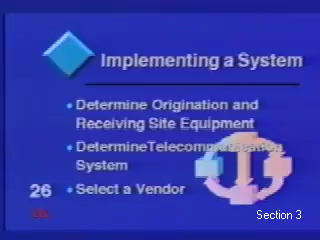 Implementing a System
• Determine Origination and
Receiving Site Equipment
• DetermineTelecommunication
System
26
• Select a Vendor
Section 3